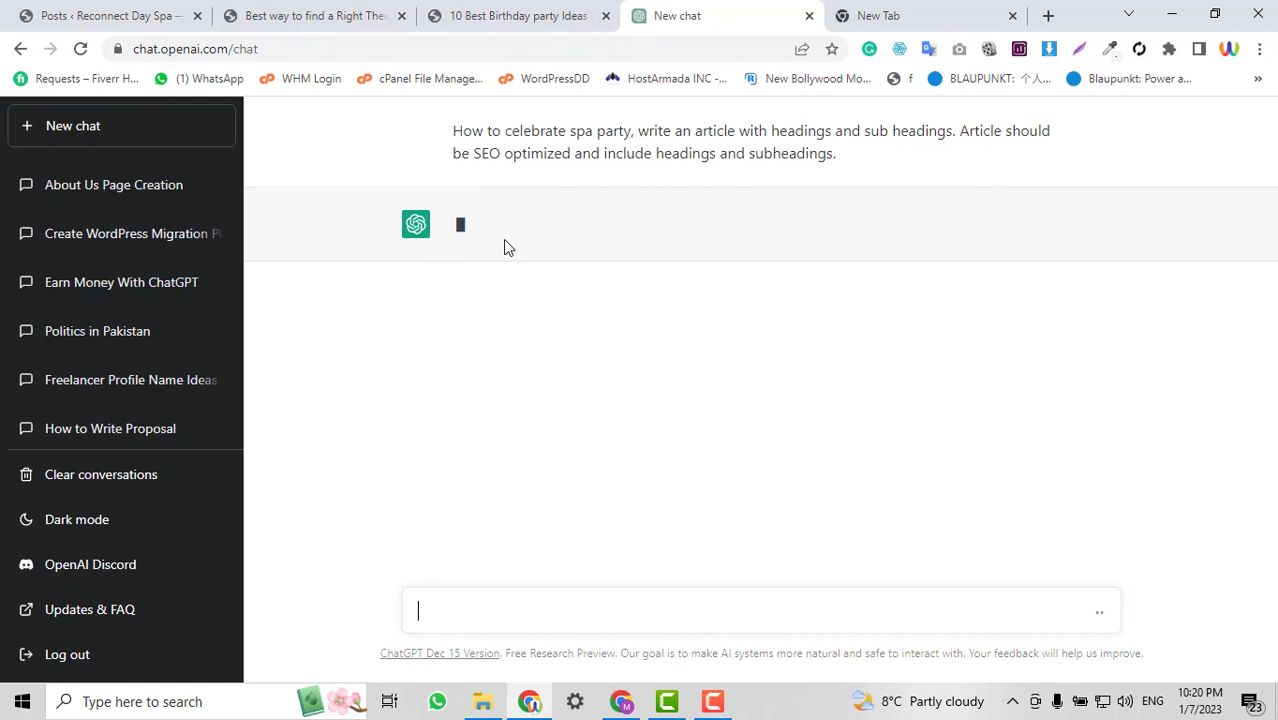 Posts ‹ Reconnect Day Spa —
Best way to find a Right Ther
10 Best Birthday party Ideas
New chat
New Tab
chat.openai.com/chat
Requests – Fiverr H...
(1) WhatsApp
WHM Login
cPanel File Manage...
WordPressDD
HostArmada INC -...
New Bollywood Mo...
f
BLAUPUNKT: 个人...
Blaupunkt: Power a...
»
New chat
About Us Page Creation
Create WordPress Migration P
Earn Money With ChatGPT
Politics in Pakistan
Freelancer Profile Name Ideas
How to Write Proposal
Clear conversations
Dark mode
OpenAI Discord
Updates & FAQ
Log out
How to celebrate spa party, write an article with headings and sub headings. Article should
be SEO optimized and include headings and subheadings.
ChatGPT Dec 15 Version. Free Research Preview. Our goal is to make AI systems more natural and safe to interact with. Your feedback will help us improve.
Type here to search
8°C Partly cloudy
ENG
10:20 PM
1/7/2023
23